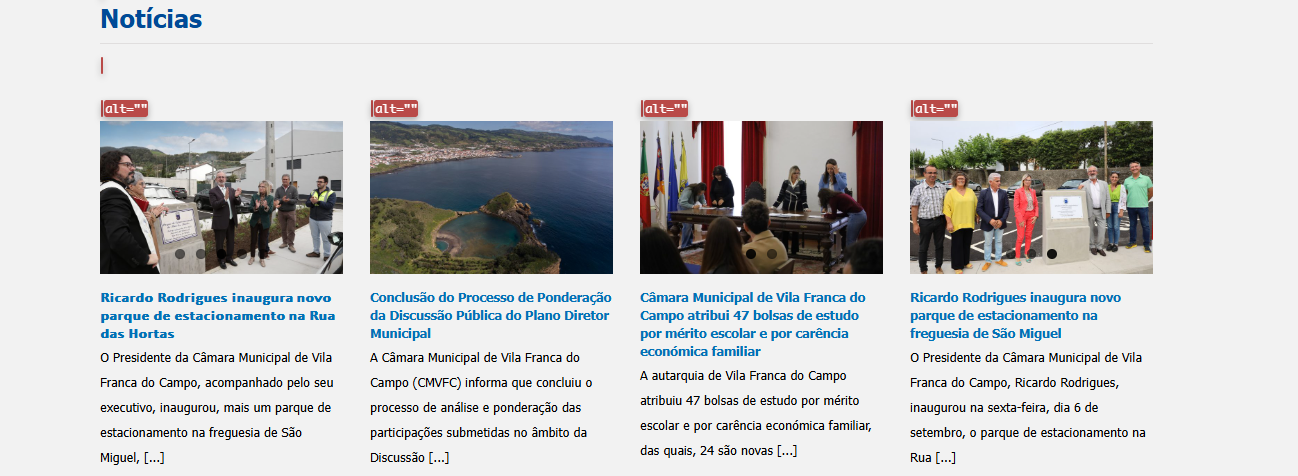 Notícias
alt=""
alt=""
alt=""
alt=""
Ricardo Rodrigues inaugura novo
parque de estacionamento na Rua
das Hortas
O Presidente da Câmara Municipal de Vila
Franca do Campo, acompanhado pelo seu
executivo, inaugurou, mais um parque de
estacionamento na freguesia de São
Miguel, [...]
Conclusão do Processo de Ponderação
da Discussão Pública do Plano Diretor
Municipal
A Câmara Municipal de Vila Franca do
Campo (CMVFC) informa que concluiu o
processo de análise e ponderação das
participações submetidas no âmbito da
Discussão [...]
Câmara Municipal de Vila Franca do
Campo atribui 47 bolsas de estudo
por mérito escolar e por carência
económica familiar
A autarquia de Vila Franca do Campo
atribuiu 47 bolsas de estudo por mérito
escolar e por carência económica familiar,
das quais, 24 são novas [...]
Ricardo Rodrigues inaugura novo
parque de estacionamento na
freguesia de São Miguel
O Presidente da Câmara Municipal de Vila
Franca do Campo, Ricardo Rodrigues,
inaugurou na sexta-feira, dia 6 de
setembro, o parque de estacionamento na
Rua [...]